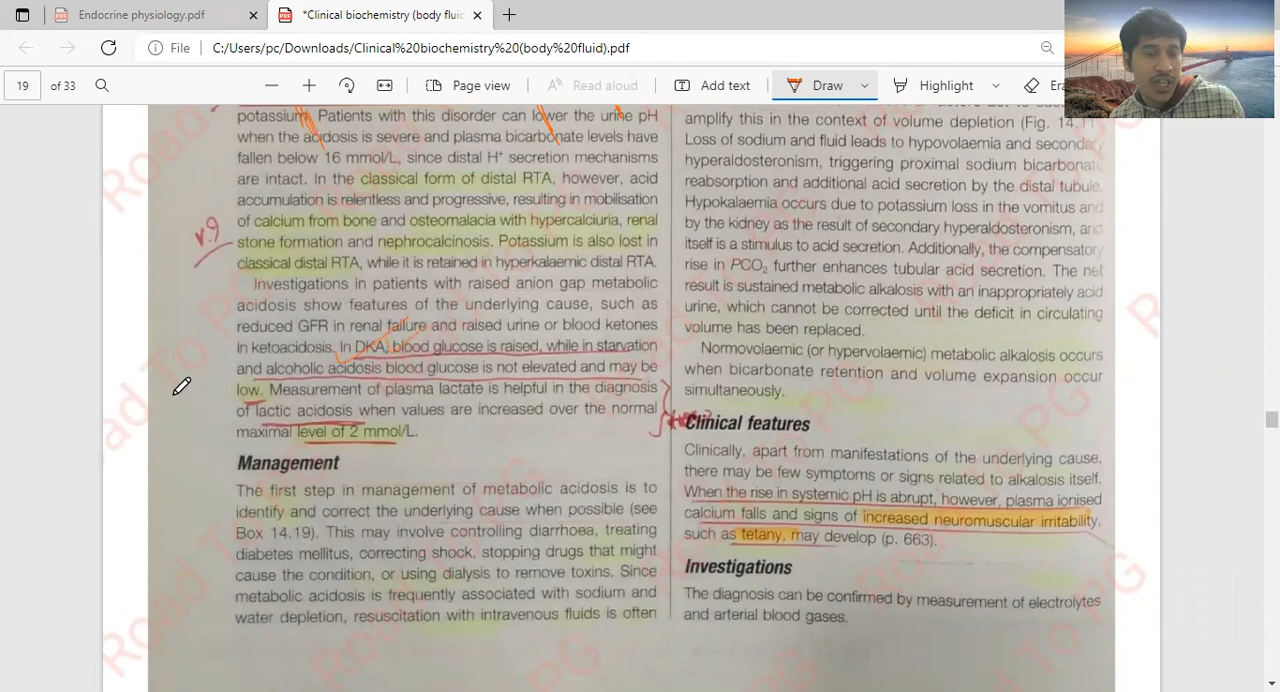 Endocrine physiology.pdf
*Clinical biochemistry (body fluid
File
C:/Users/pc/Downloads/Clinical%20biochemistry%20(body%20fluid).pdf
19 of 33
Page view
Read aloud
Add text
Draw
Highlight
potassium. Patients with this disorder can lower the urine pH
when the acidosis is severe and plasma bicarbonate levels have
fallen below 16 mmol/L, since distal H⁺ secretion mechanisms
are intact. In the classical form of distal RTA, however, acid
accumulation is relentless and progressive, resulting in mobilisation
of calcium from bone and osteomalacia with hypercalciuria, renal
stone formation and nephrocalcinosis. Potassium is also lost in
classical distal RTA, while it is retained in hyperkalaemic distal RTA.
Investigations in patients with raised anion gap metabolic
acidosis show features of the underlying cause, such as
reduced GFR in renal failure and raised urine or blood ketones
in ketoacidosis. In DKA, blood glucose is raised, while in starvation
and alcoholic acidosis blood glucose is not elevated and may be
low. Measurement of plasma lactate is helpful in the diagnosis
of lactic acidosis when values are increased over the normal
maximal level of 2 mmol/L.
Management
The first step in management of metabolic acidosis is to
identify and correct the underlying cause when possible (see
Box 14.19). This may involve controlling diarrhoea, treating
diabetes mellitus, correcting shock, stopping drugs that might
cause the condition, or using dialysis to remove toxins. Since
metabolic acidosis is frequently associated with sodium and
water depletion, resuscitation with intravenous fluids is often
amplify this in the context of volume depletion (Fig. 14.
Loss of sodium and fluid leads to hypovolaemia and secondary
hyperaldosteronism, triggering proximal sodium bicarbonate
reabsorption and additional acid secretion by the distal tubule.
Hypokalaemia occurs due to potassium loss in the vomitus and
by the kidney as the result of secondary hyperaldosteronism, and
itself is a stimulus to acid secretion. Additionally, the compensatory
rise in PCO₂ further enhances tubular acid secretion. The net
result is sustained metabolic alkalosis with an inappropriately acid
urine, which cannot be corrected until the deficit in circulating
volume has been replaced.
Normovolaemic (or hypervolaemic) metabolic alkalosis occurs
when bicarbonate retention and volume expansion occur
simultaneously.
Clinical features
Clinically, apart from manifestations of the underlying cause,
there may be few symptoms or signs related to alkalosis itself.
When the rise in systemic pH is abrupt, however, plasma ionised
calcium falls and signs of increased neuromuscular irritability,
such as tetany, may develop (p. 663).
Investigations
The diagnosis can be confirmed by measurement of electrolytes
and arterial blood gases.
Road To PG